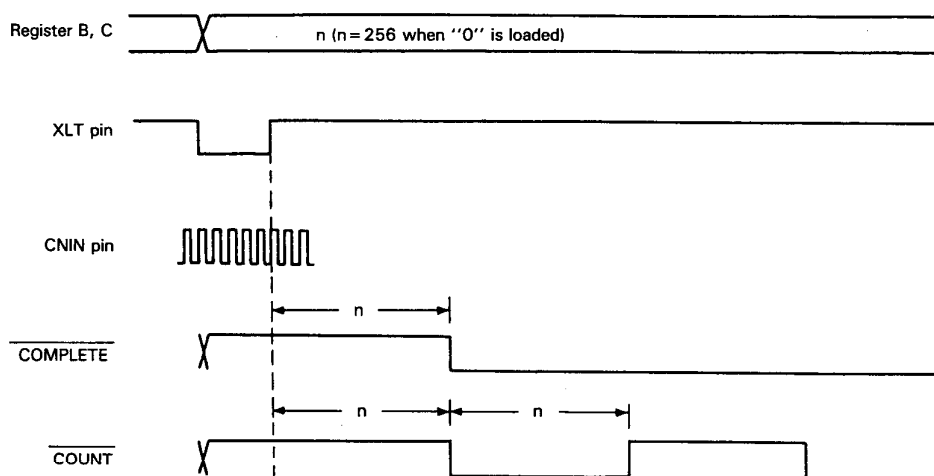 Register B, C
n (n=256 when "0" is loaded)
XLT pin
CNIN pin
n
COMPLETE
n
n
COUNT